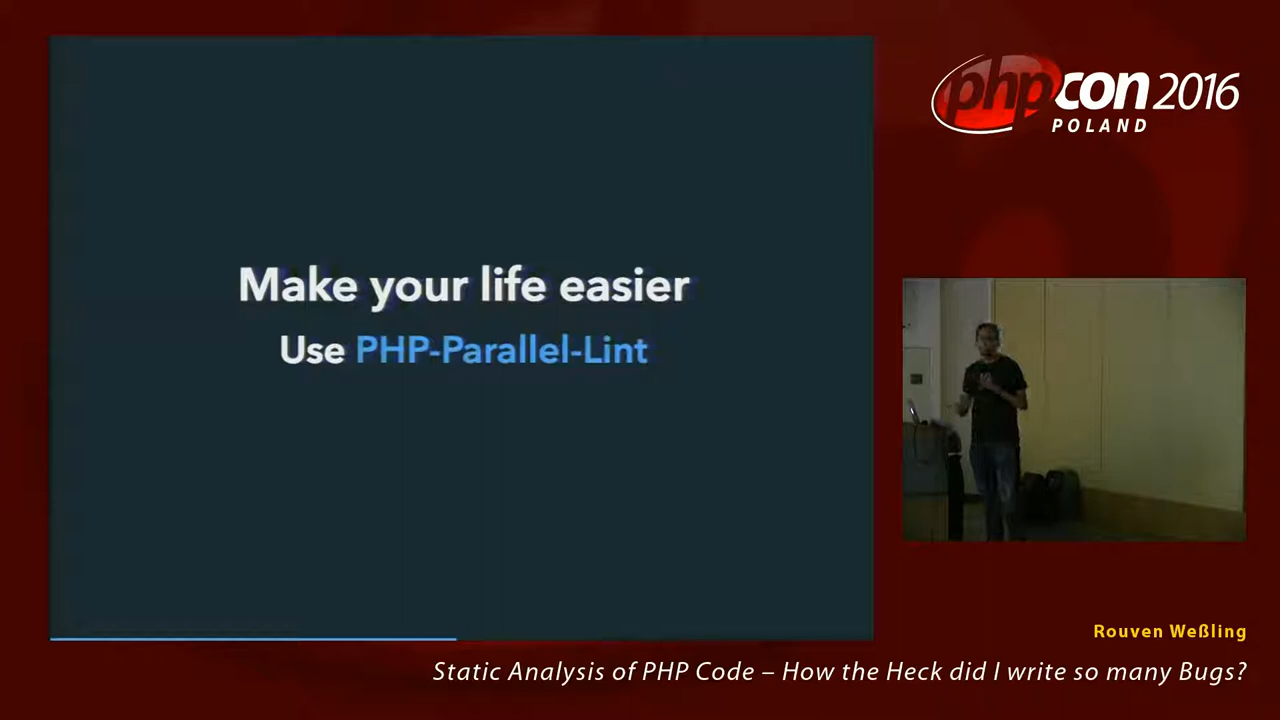 Make your life easier
Use PHP-Parallel-Lint
phpcon 2016
POLAND
Rouven Weßling
Static Analysis of PHP Code – How the Heck did I write so many Bugs?